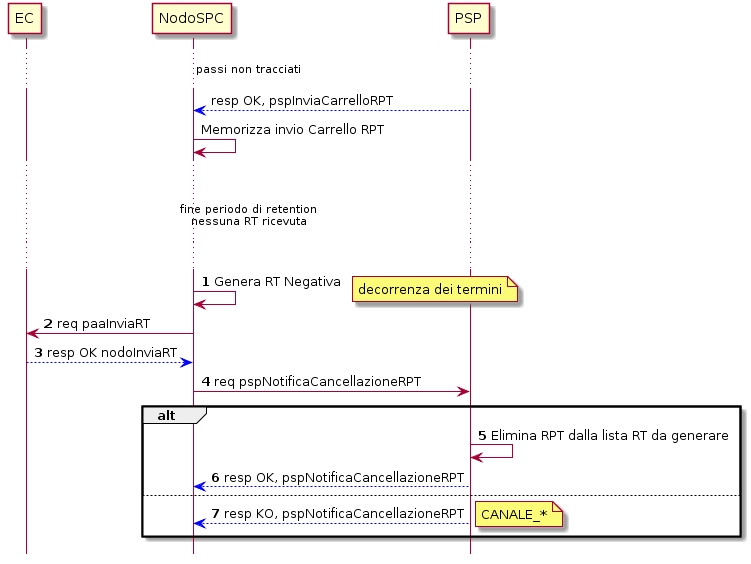 EC
NodoSPC
PSP
passi non tracciati
resp OK, pspInviaCarrelloRPT
Memorizza invio Carrello RPT
fine periodo di retention
nessuna RT ricevuta
1 Genera RT Negativa
decorrenza dei termini
2 req paaInviaRT
3 resp OK nodoInviaRT
4 req pspNotificaCancellazioneRPT
alt
5 Elimina RPT dalla lista RT da generare
6 resp OK, pspNotificaCancellazioneRPT
7 resp KO, pspNotificaCancellazioneRPT
CANALE_*